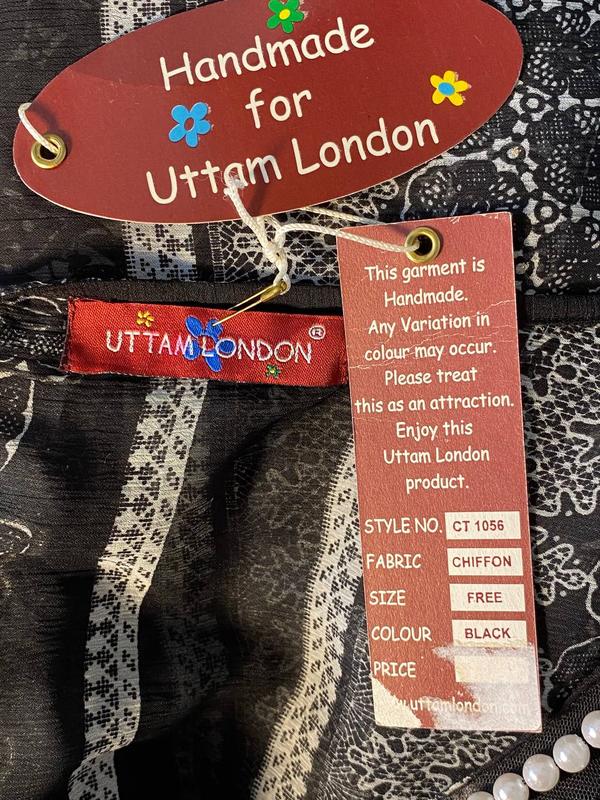 Handmade
for
Uttam London
UTTAM LONDON®
This garment is
Handmade.
Any Variation in
colour may occur.
Please treat
this as an attraction.
Enjoy this
Uttam London
product.
STYLE NO. CT 1056
FABRIC CHIFFON
SIZE FREE
COLOUR BLACK
PRICE
uttamlondon.com